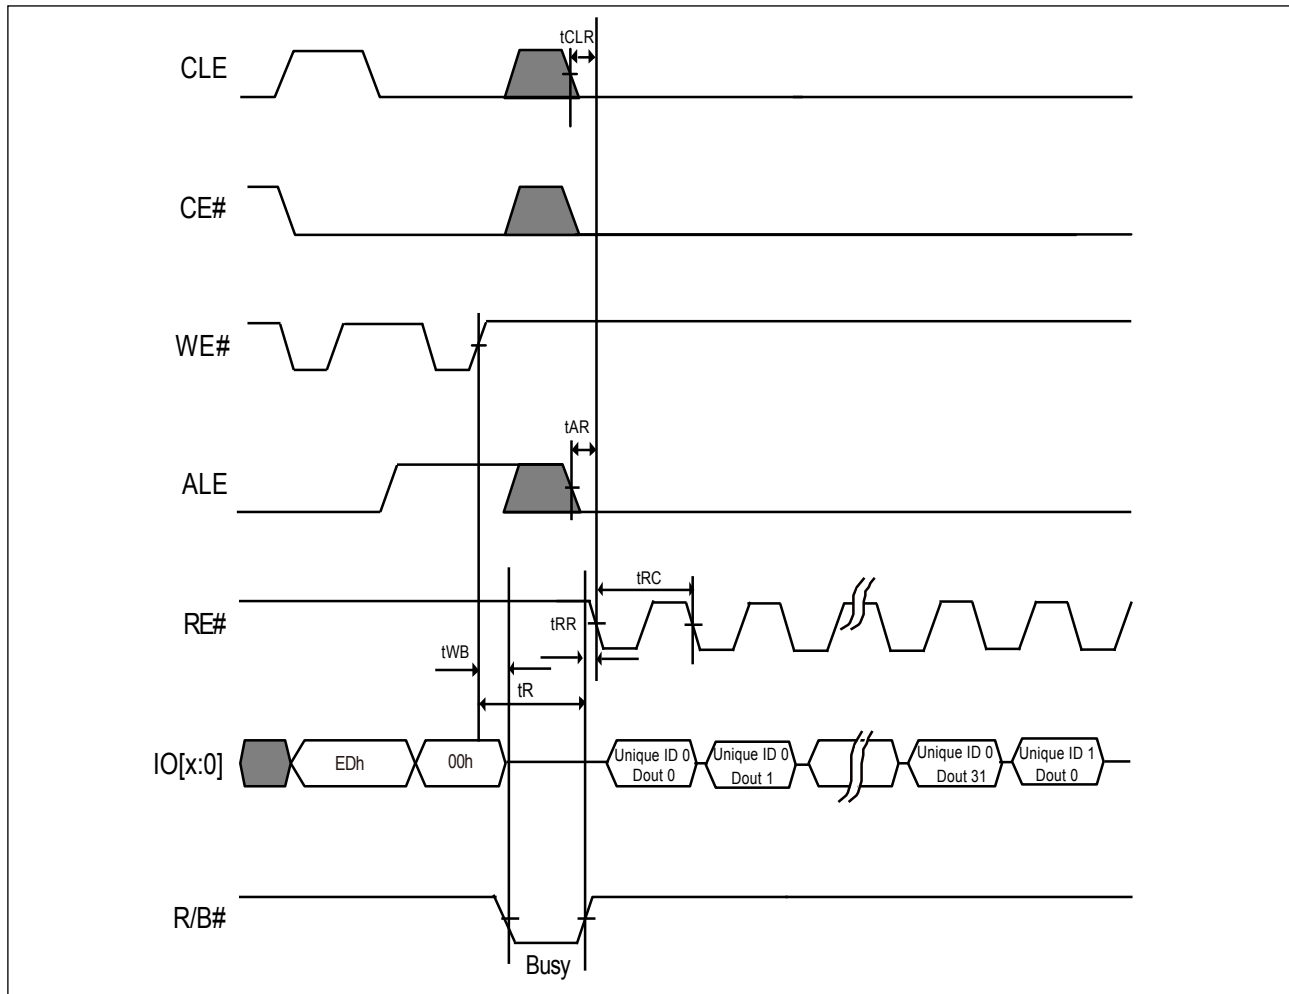 tCLR
CLE
CE#
WE#
tAR
ALE
tRC
RE#
tRR
tWB
tR
IO[x:0]
EDh
00h
Unique ID 0
Dout 0
Unique ID 0
Dout 1
Unique ID 0
Dout 31
Unique ID 1
Dout 0
R/B#
Busy